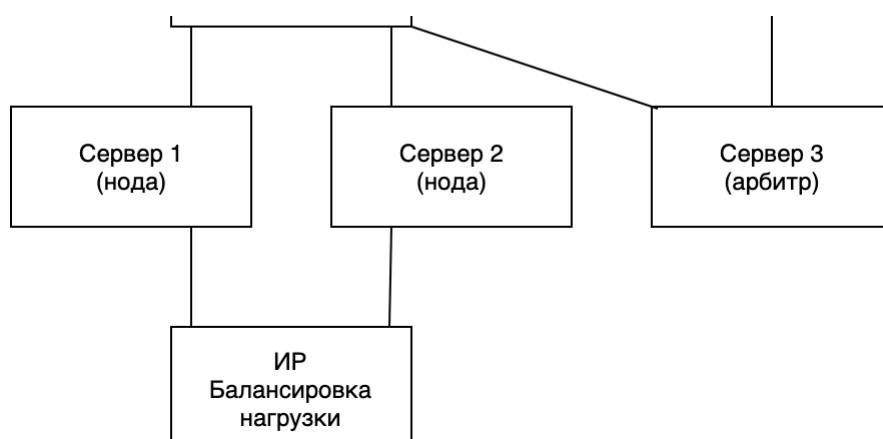 Сервер 1
(нода)
Сервер 2
(нода)
Сервер 3
(арбитр)
ИР
Балансировка
нагрузки